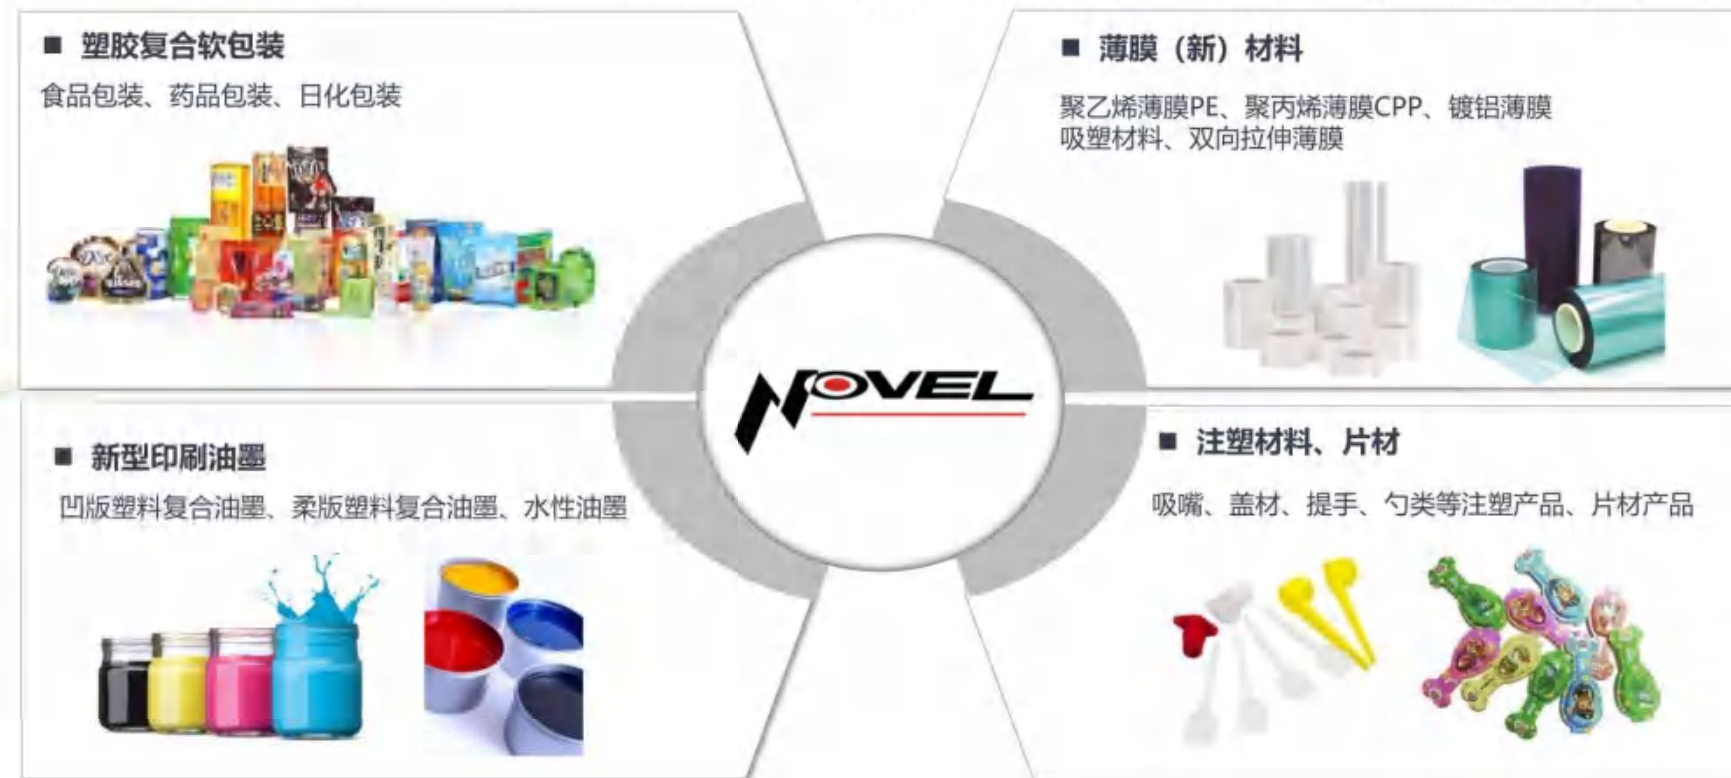 ■ 塑胶复合软包装
食品包装、药品包装、日化包装
■ 薄膜（新）材料
聚乙烯薄膜PE、聚丙烯薄膜CPP、镀铝薄膜
吸塑材料、双向拉伸薄膜
NOVEL
■ 新型印刷油墨
凹版塑料复合油墨、柔版塑料复合油墨、水性油墨
■ 注塑材料、片材
吸嘴、盖材、提手、勺类等注塑产品、片材产品